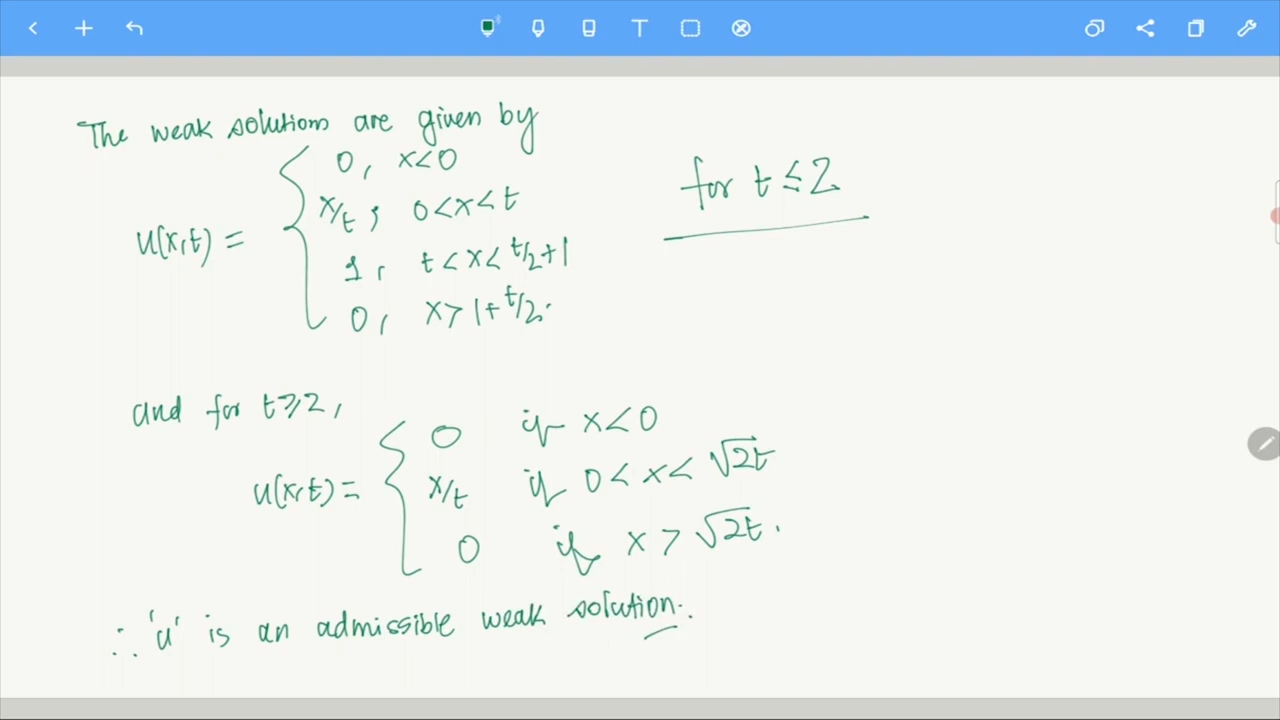 The weak solutions are given by
u(x,t) = { 0, x<0
x/t, 0<x<t
1, t<x<t/2+1
0, x>1+t/2.
for t≤2
and for t≥2,
u(x,t) = { 0 if x<0
x/t if 0<x<√2t
0 if x>√2t.
∴ 'u' is an admissible weak solution.